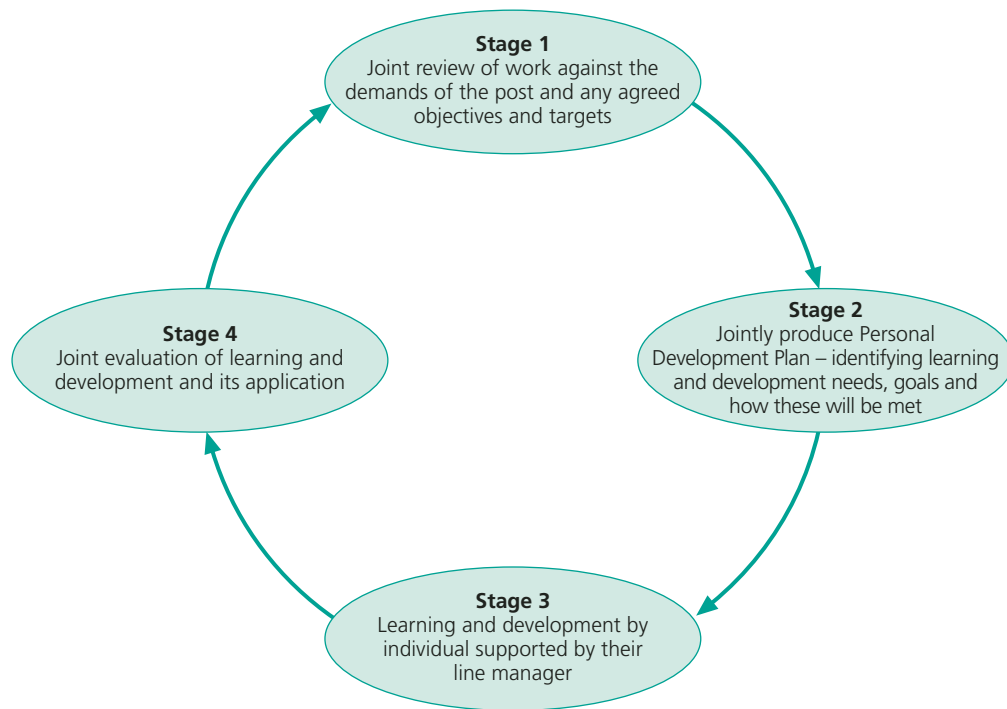 Stage 1
Joint review of work against the
demands of the post and any agreed
objectives and targets
Stage 2
Jointly produce Personal
Development Plan – identifying learning
and development needs, goals and
how these will be met
Stage 3
Learning and development by
individual supported by their
line manager
Stage 4
Joint evaluation of learning and
development and its application